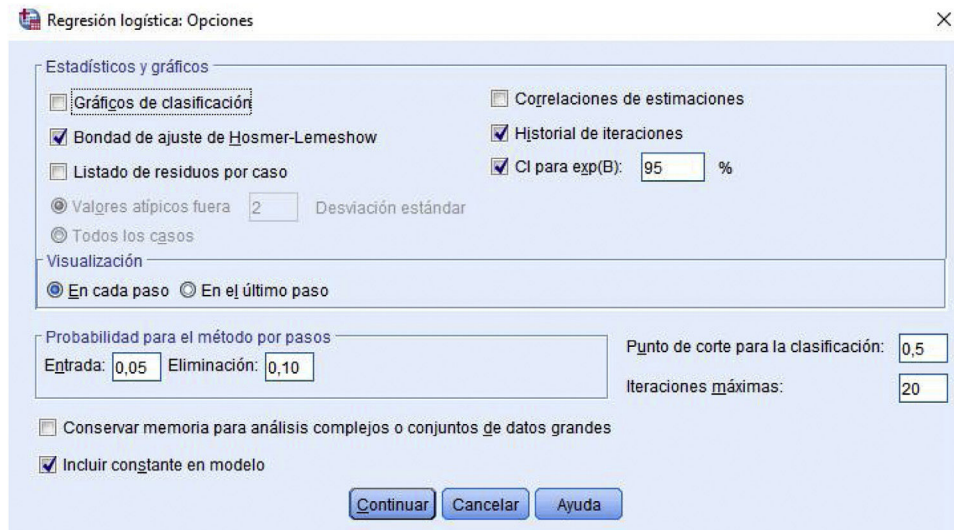 Regresión logística: Opciones
Estadísticos y gráficos
Gráficos de clasificación
Bondad de ajuste de Hosmer-Lemeshow
Listado de residuos por caso
Valores atípicos fuera 2 Desviación estándar
Todos los casos
Correlaciones de estimaciones
Historial de iteraciones
CI para exp(B): 95 %
Visualización
En cada paso En el último paso
Probabilidad para el método por pasos
Entrada: 0,05 Eliminación: 0,10
Punto de corte para la clasificación: 0,5
Iteraciones máximas: 20
Conservar memoria para análisis complejos o conjuntos de datos grandes
Incluir constante en modelo
Continuar Cancelar Ayuda